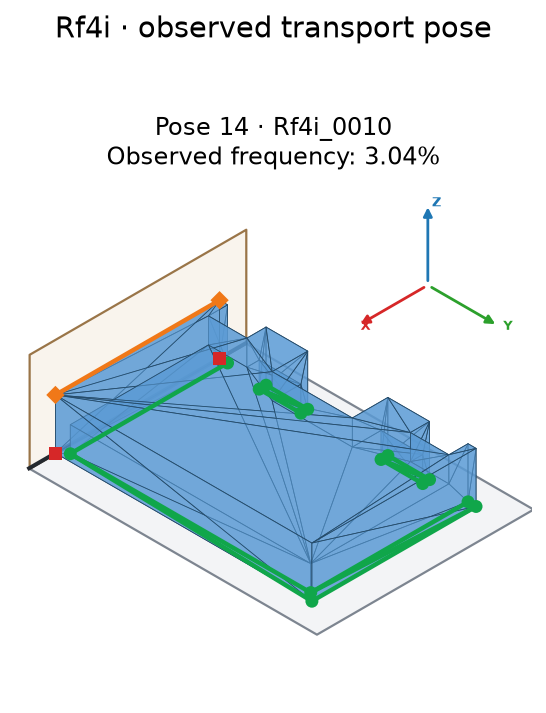 Rf4i · observed transport pose
Pose 14 · Rf4i_0010
Observed frequency: 3.04%
Z
X
Y